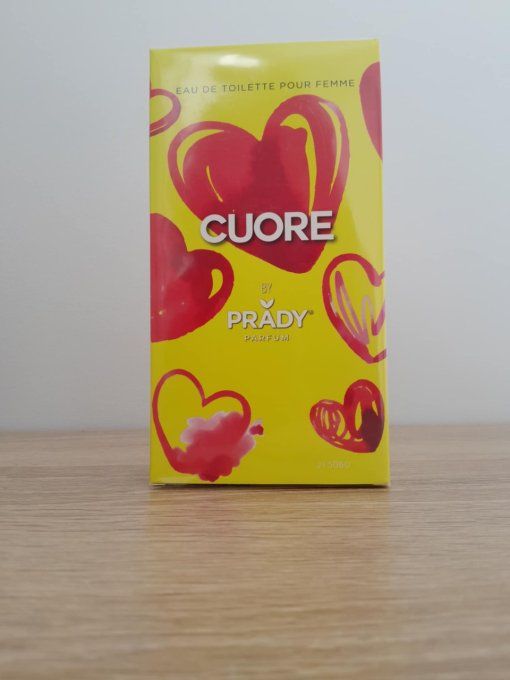 EAU DE TOILETTE POUR FEMME
CUORE
BY
PRADY®
PARFUM